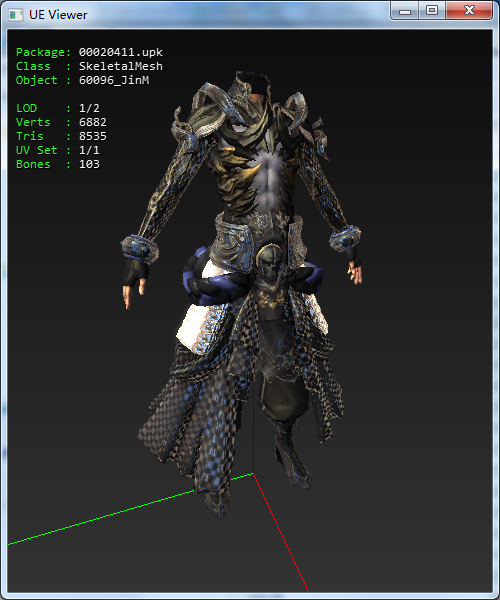 UE Viewer
Package: 00020411.upk
Class : SkeletalMesh
Object : 60096_JinM
LOD : 1/2
Verts : 6882
Tris : 8535
UV Set : 1/1
Bones : 103